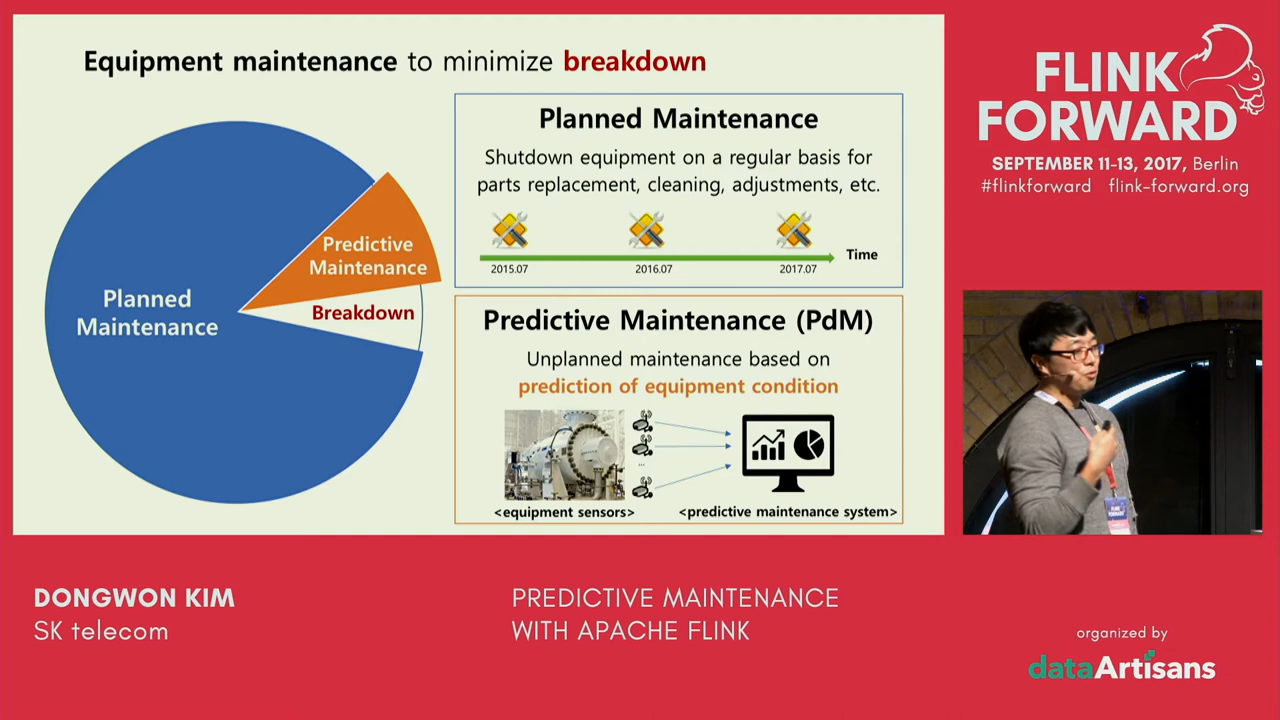 Equipment maintenance to minimize breakdown
Planned
Maintenance
Predictive
Maintenance
Breakdown
Planned Maintenance
Shutdown equipment on a regular basis for
parts replacement, cleaning, adjustments, etc.
Time
2015.07
2016.07
2017.07
Predictive Maintenance (PdM)
Unplanned maintenance based on
prediction of equipment condition
...
<equipment sensors>
<predictive maintenance system>
FLINK
FORWARD
SEPTEMBER 11-13, 2017, Berlin
#flinkforward flink-forward.org
FLINK
FORWARD
DONGWON KIM
SK telecom
PREDICTIVE MAINTENANCE
WITH APACHE FLINK
organized by
dataArtisans